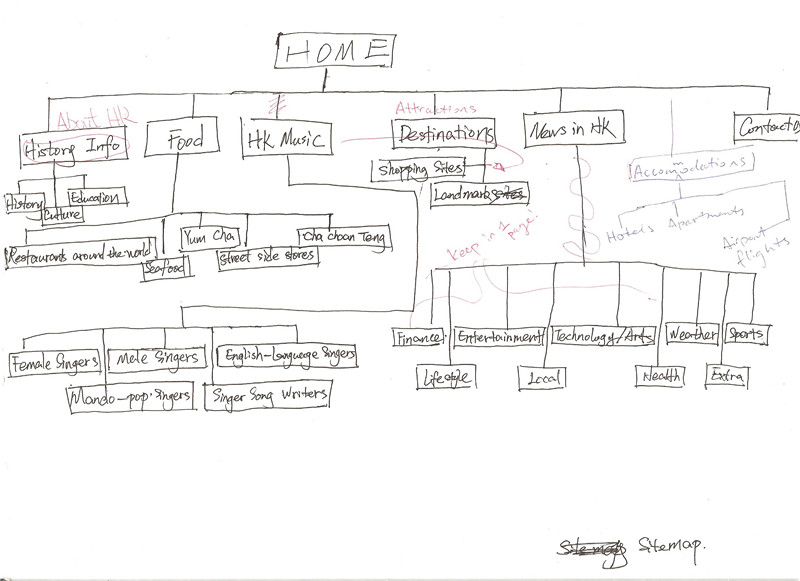 HOME
About HK
History Info
Food
HK Music
Attractions
Destinations
News in HK
Contact Us
Shopping Sites
Landmark sites
Accommodations
Hotels
Apartments
Airport
flights
History
Culture
Education
Restaurants around the world
Seafood
Yum Cha
Street side stores
Cha Chaan Teng
Keep in 1
page!
Female Singers
Male Singers
English-Language Singers
Mando-pop singers
Singer Song Writers
Finance
Entertainment
Technology/Arts
Weather
Sports
Lifestyle
Local
Health
Extra
Sitemap Sitemap.